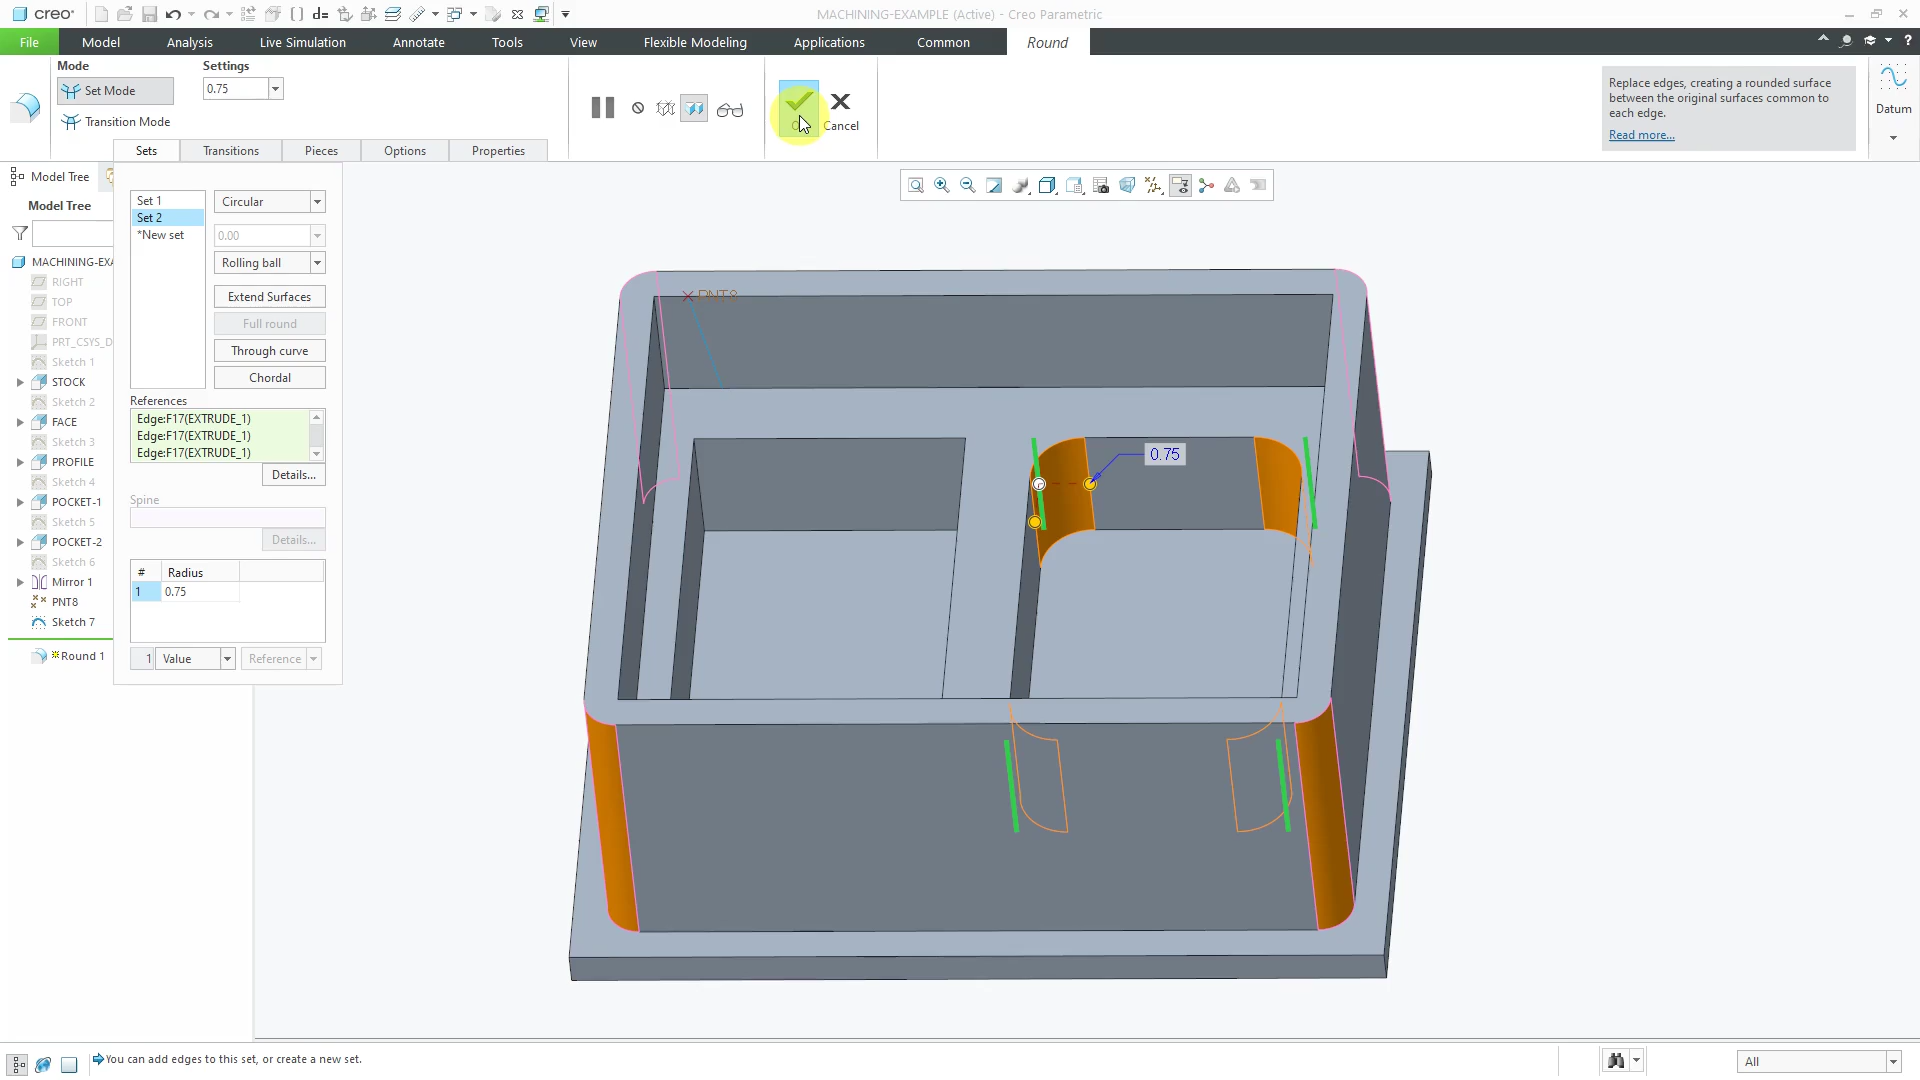 creo
MACHINING-EXAMPLE (Active) - Creo Parametric
File
Model
Analysis
Live Simulation
Annotate
Tools
View
Flexible Modeling
Applications
Common
Round
Mode
Settings
Set Mode
0.75
Transition Mode
Cancel
Replace edges, creating a rounded surface
between the original surfaces common to
each edge.
Read more...
Datum
Sets
Transitions
Pieces
Options
Properties
Model Tree
Model Tree
Set 1
Set 2
*New set
Circular
0.00
Rolling ball
Extend Surfaces
Full round
Through curve
Chordal
References
Edge:F17(EXTRUDE_1)
Edge:F17(EXTRUDE_1)
Edge:F17(EXTRUDE_1)
Details...
Spine
Details...
# Radius
1 0.75
1 Value
Reference
MACHINING-EXA
RIGHT
TOP
FRONT
PRT_CSYS_D
Sketch 1
STOCK
Sketch 2
FACE
Sketch 3
PROFILE
Sketch 4
POCKET-1
Sketch 5
POCKET-2
Sketch 6
Mirror 1
PNT8
Sketch 7
Round 1
PNT8
0.75
You can add edges to this set, or create a new set.
All